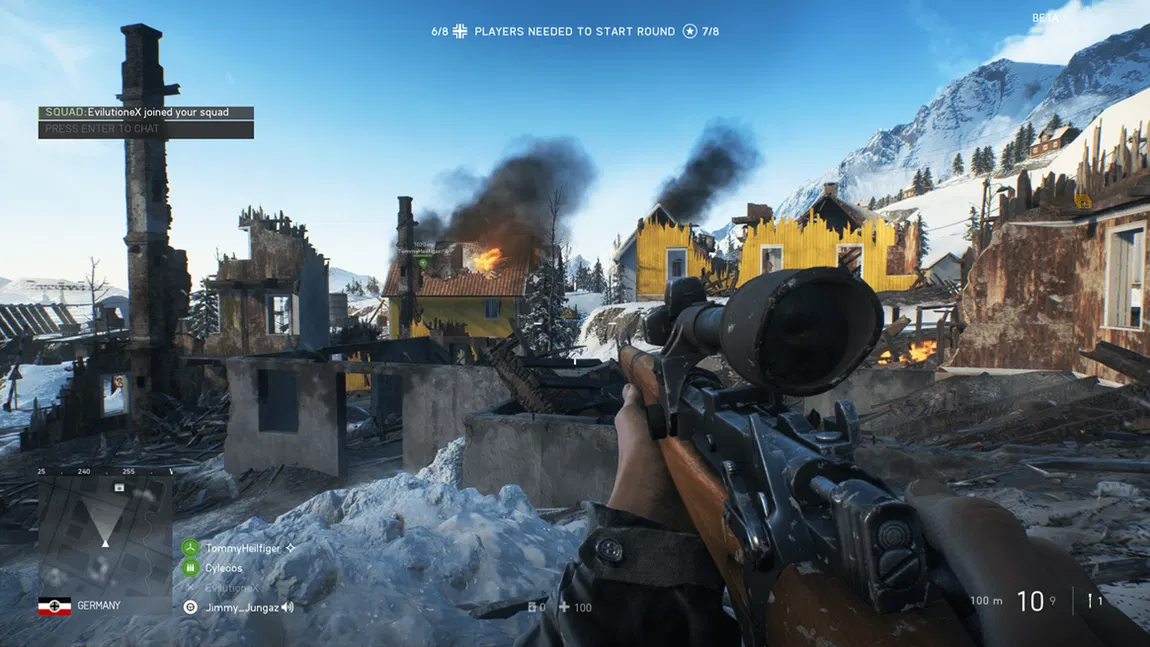 BETA
6/8 PLAYERS NEEDED TO START ROUND 7/8
SQUAD: EvilutioneX joined your squad
PRESS ENTER TO CHAT
25 240 255
TommyHeilfiger
Cyleoos
EvilutioneX
Jimmy_Jungaz
GERMANY
0 100
100 m 10 9 1